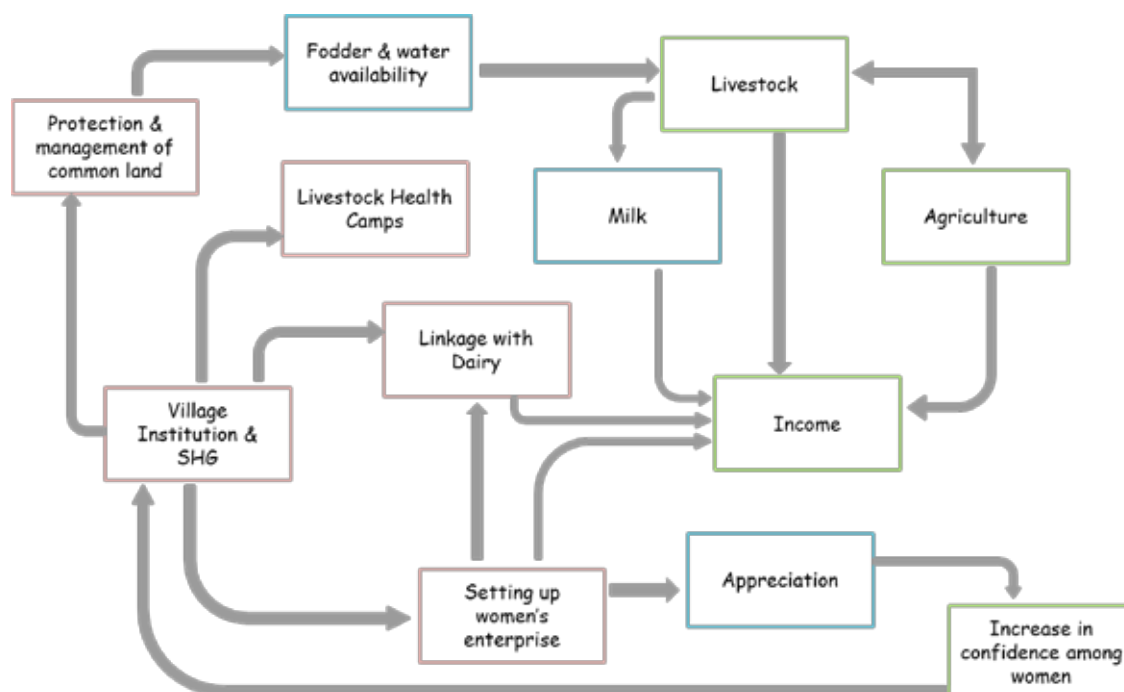 Fodder & water
availability
Livestock
Protection &
management of
common land
Livestock Health
Camps
Milk
Agriculture
Linkage with
Dairy
Village
Institution &
SHG
Income
Setting up
women's
enterprise
Appreciation
Increase in
confidence among
women